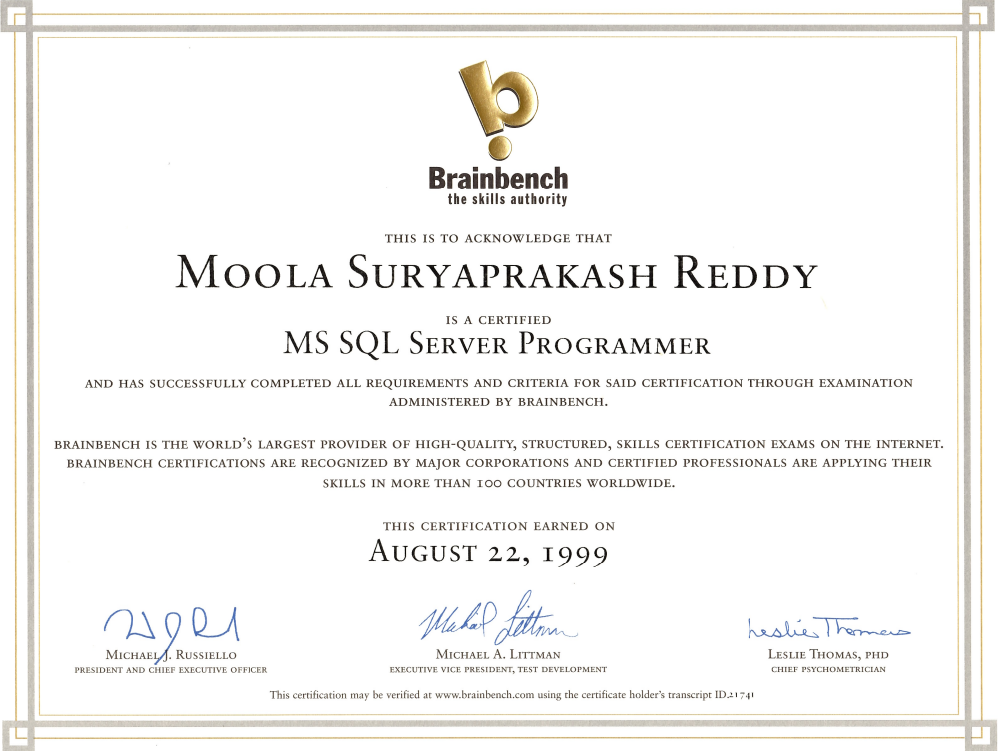 Brainbench
the skills authority
THIS IS TO ACKNOWLEDGE THAT
MOOLA SURYAPRAKASH REDDY
IS A CERTIFIED
MS SQL SERVER PROGRAMMER
AND HAS SUCCESSFULLY COMPLETED ALL REQUIREMENTS AND CRITERIA FOR SAID CERTIFICATION THROUGH EXAMINATION
ADMINISTERED BY BRAINBENCH.
BRAINBENCH IS THE WORLD'S LARGEST PROVIDER OF HIGH-QUALITY, STRUCTURED, SKILLS CERTIFICATION EXAMS ON THE INTERNET.
BRAINBENCH CERTIFICATIONS ARE RECOGNIZED BY MAJOR CORPORATIONS AND CERTIFIED PROFESSIONALS ARE APPLYING THEIR
SKILLS IN MORE THAN 100 COUNTRIES WORLDWIDE.
THIS CERTIFICATION EARNED ON
AUGUST 22, 1999
Michael Littman Leslie Thomas
MICHAEL J. RUSSIELLO MICHAEL A. LITTMAN LESLIE THOMAS, PHD
PRESIDENT AND CHIEF EXECUTIVE OFFICER EXECUTIVE VICE PRESIDENT, TEST DEVELOPMENT CHIEF PSYCHOMETRICIAN
This certification may be verified at www.brainbench.com using the certificate holder's transcript ID.21741